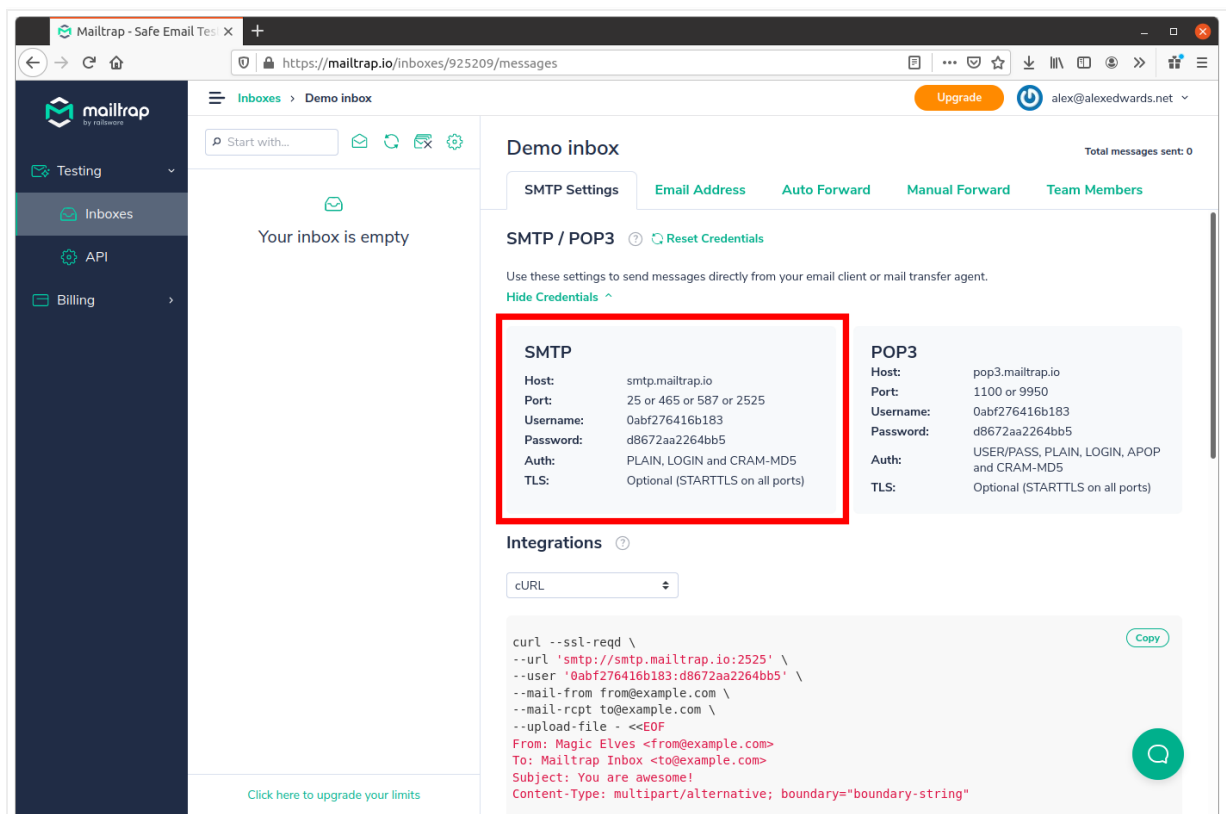 Mailtrap - Safe Email Tes
https://mailtrap.io/inboxes/925209/messages
mailtrap
by railsware
Inboxes > Demo inbox
Upgrade
alex@alexedwards.net
Start with...
Testing
Inboxes
API
Billing
Your inbox is empty
Click here to upgrade your limits
Demo inbox
Total messages sent: 0
SMTP Settings
Email Address
Auto Forward
Manual Forward
Team Members
SMTP / POP3 ? Reset Credentials
Use these settings to send messages directly from your email client or mail transfer agent.
Hide Credentials
SMTP
Host: smtp.mailtrap.io
Port: 25 or 465 or 587 or 2525
Username: 0abf276416b183
Password: d8672aa2264bb5
Auth: PLAIN, LOGIN and CRAM-MD5
TLS: Optional (STARTTLS on all ports)
POP3
Host: pop3.mailtrap.io
Port: 1100 or 9950
Username: 0abf276416b183
Password: d8672aa2264bb5
Auth: USER/PASS, PLAIN, LOGIN, APOP
and CRAM-MD5
TLS: Optional (STARTTLS on all ports)
Integrations ?
cURL
Copy
curl --ssl-reqd \
--url 'smtp://smtp.mailtrap.io:2525' \
--user '0abf276416b183:d8672aa2264bb5' \
--mail-from from@example.com \
--mail-rcpt to@example.com \
--upload-file - <<EOF
From: Magic Elves <from@example.com>
To: Mailtrap Inbox <to@example.com>
Subject: You are awesome!
Content-Type: multipart/alternative; boundary="boundary-string"